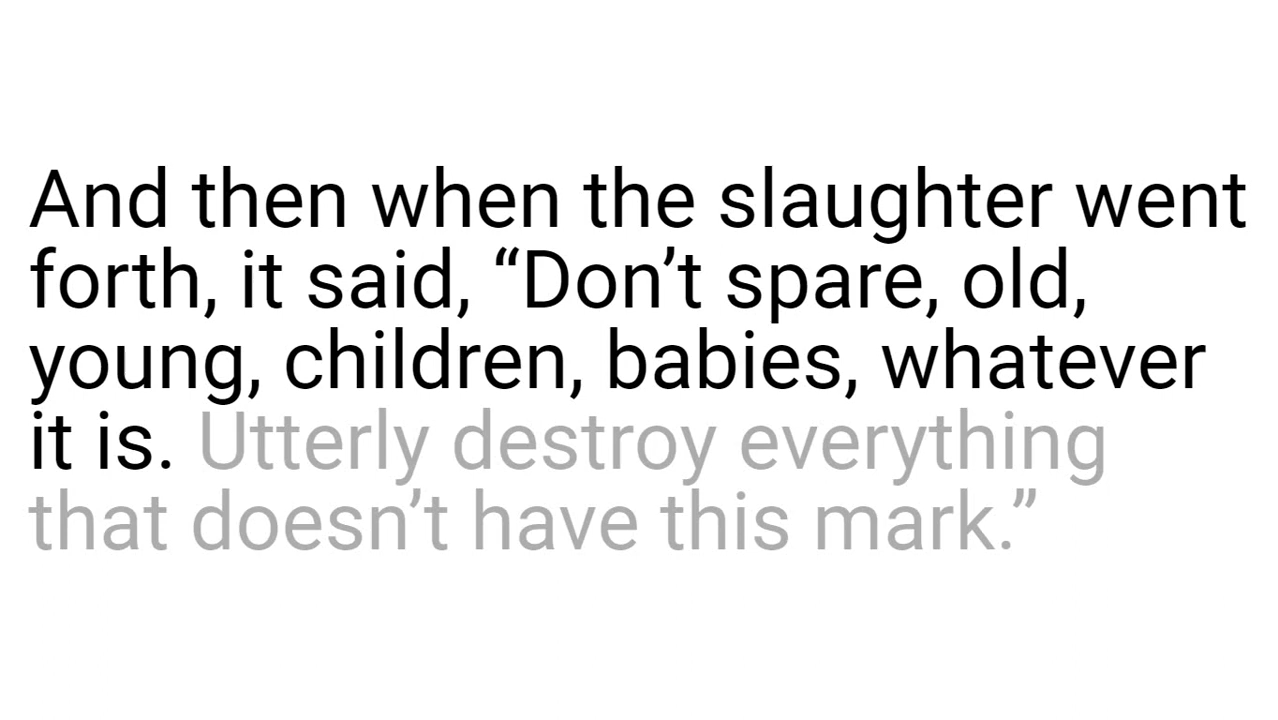 And then when the slaughter went
forth, it said, “Don’t spare, old,
young, children, babies, whatever
it is. Utterly destroy everything
that doesn’t have this mark.”